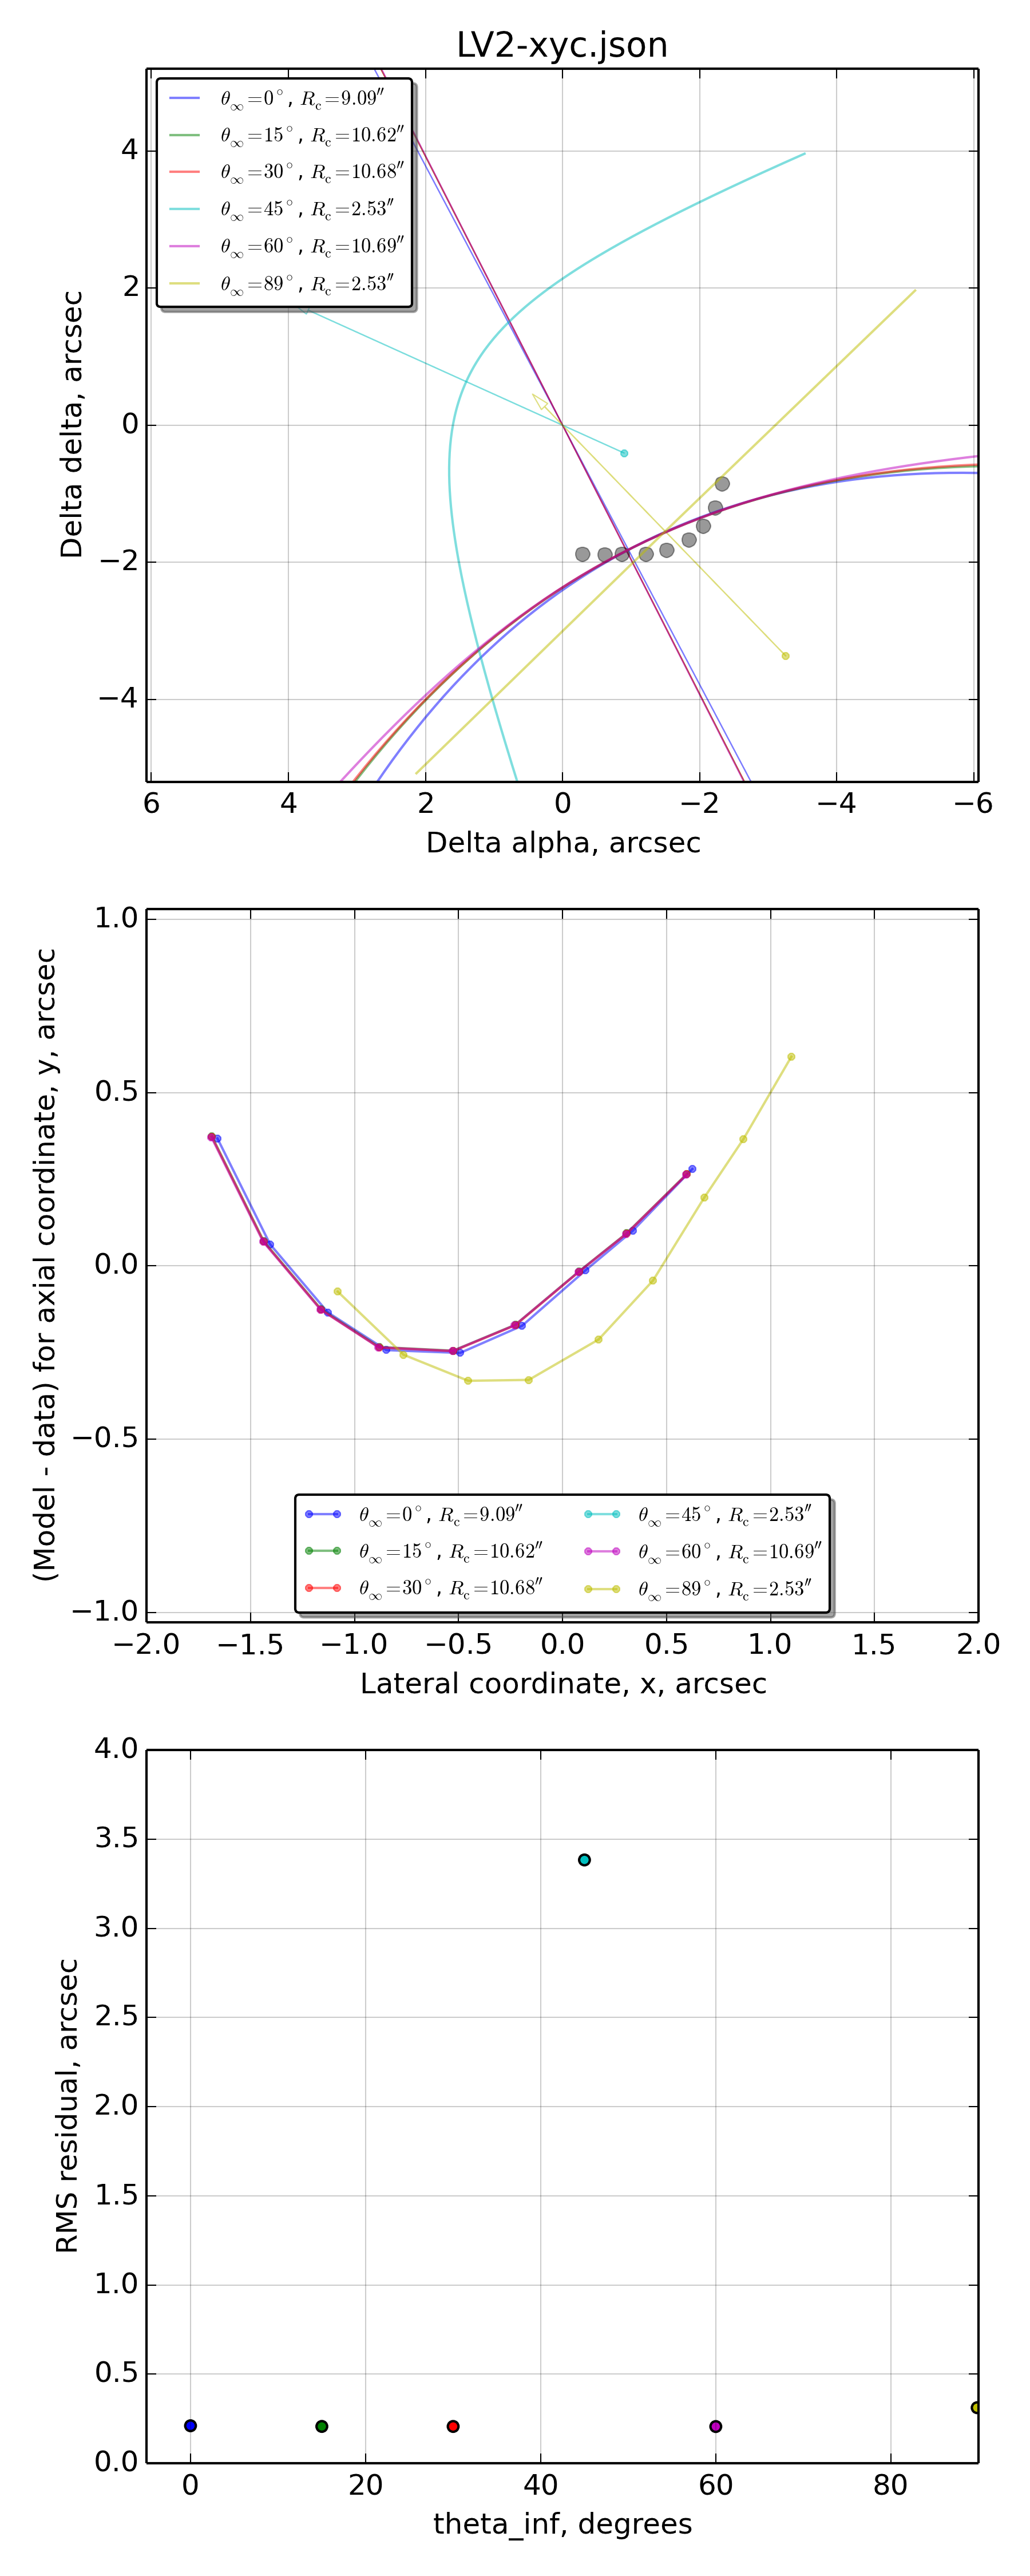 LV2-xyc.json
θ∞=0°, Rc=9.09″
θ∞=15°, Rc=10.62″
θ∞=30°, Rc=10.68″
θ∞=45°, Rc=2.53″
θ∞=60°, Rc=10.69″
θ∞=89°, Rc=2.53″
4
2
0
−2
−4
Delta delta, arcsec
6 4 2 0 −2 −4 −6
Delta alpha, arcsec
1.0
0.5
0.0
−0.5
−1.0
(Model - data) for axial coordinate, y, arcsec
θ∞=0°, Rc=9.09″ θ∞=45°, Rc=2.53″
θ∞=15°, Rc=10.62″ θ∞=60°, Rc=10.69″
θ∞=30°, Rc=10.68″ θ∞=89°, Rc=2.53″
−2.0 −1.5 −1.0 −0.5 0.0 0.5 1.0 1.5 2.0
Lateral coordinate, x, arcsec
4.0
3.5
3.0
2.5
2.0
1.5
1.0
0.5
0.0
RMS residual, arcsec
0 20 40 60 80
theta_inf, degrees